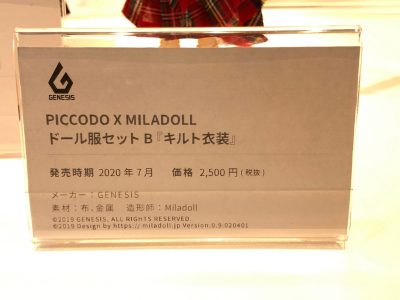 GENESIS
PICCODO X MILADOLL
ドール服セット B『キルト衣装』
発売時期 2020年7月 価格 2,500円(税抜)
メーカー：GENESIS
素材：布、金属 造形師：Miladoll
©2019 GENESIS, ALL RIGHTS RESERVED.
©2019 Design by https://miladoll.jp Version.0.9.020401